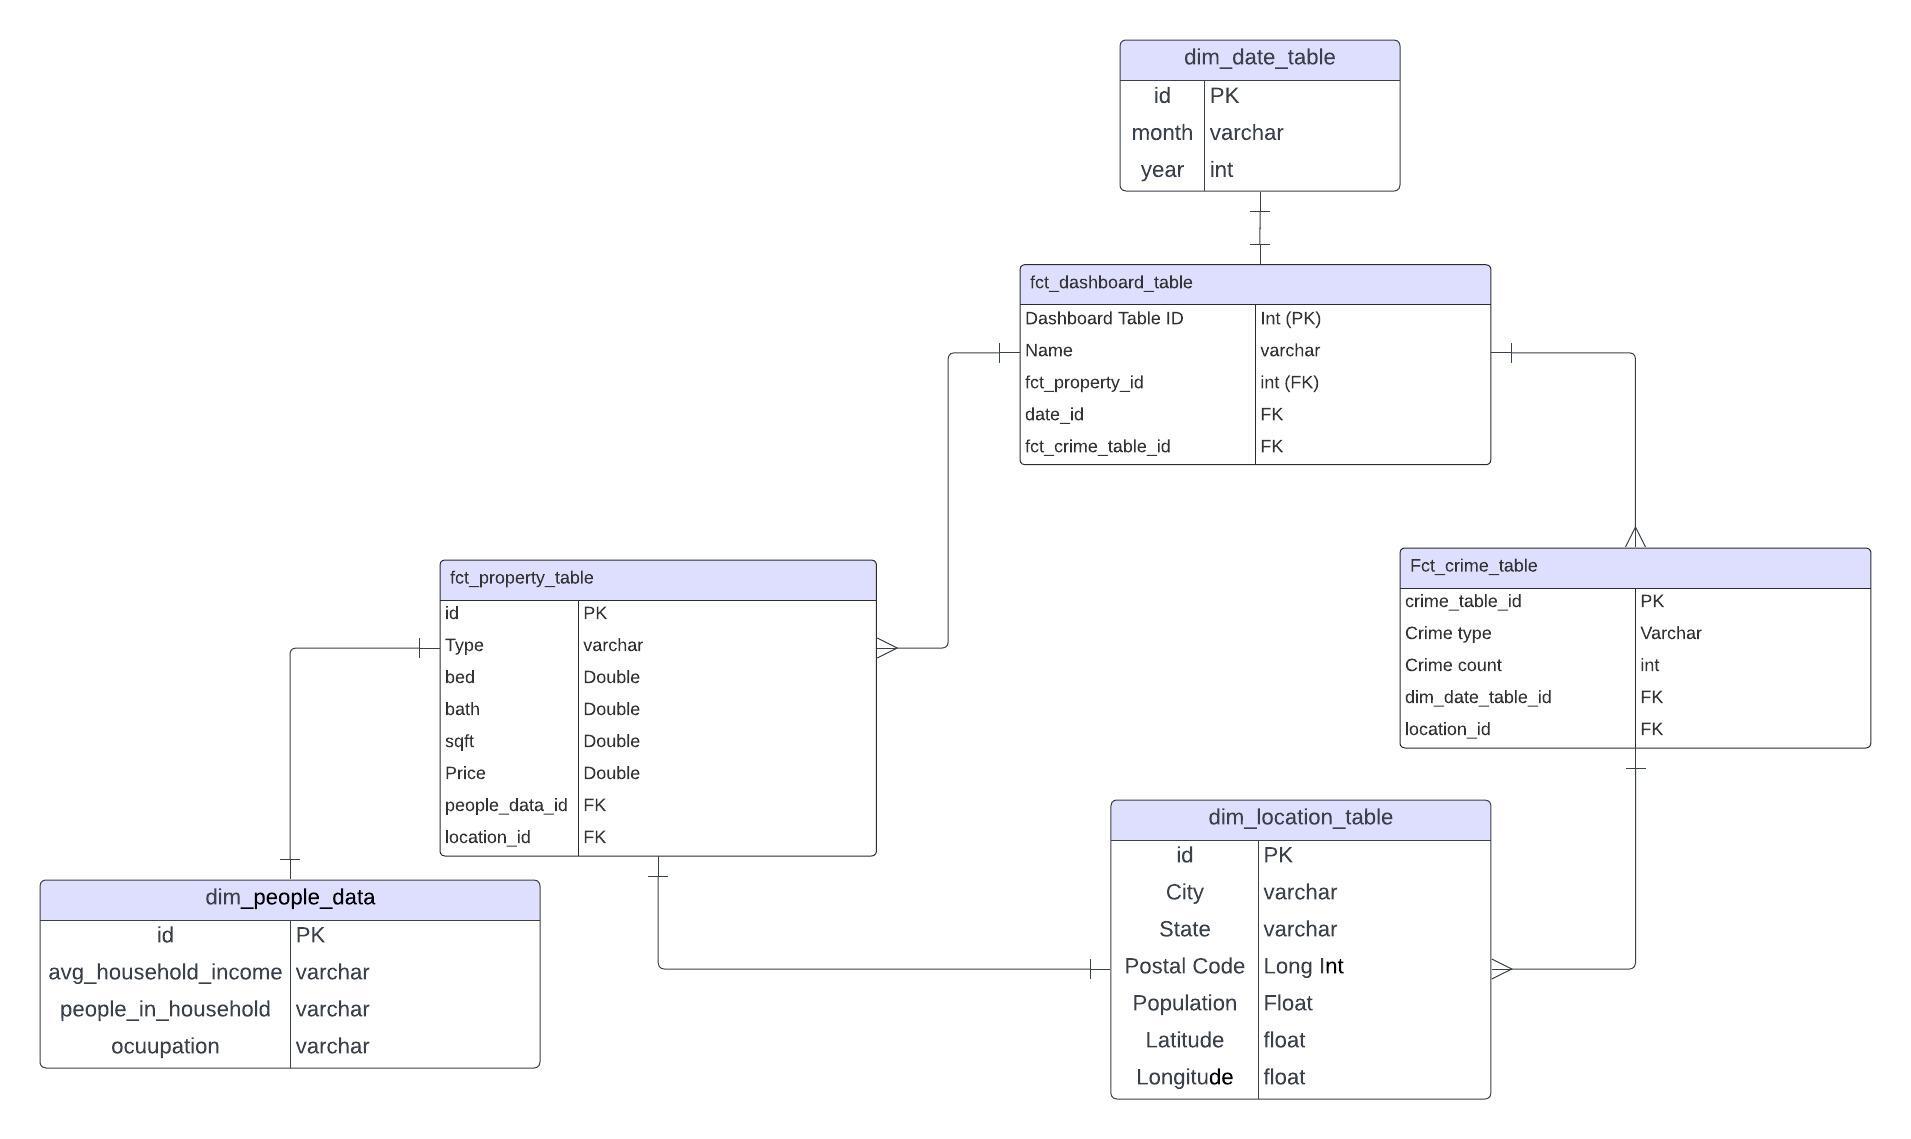 dim_date_table
id PK
month varchar
year int
fct_dashboard_table
Dashboard Table ID Int (PK)
Name varchar
fct_property_id int (FK)
date_id FK
fct_crime_table_id FK
fct_property_table
id PK
Type varchar
bed Double
bath Double
sqft Double
Price Double
people_data_id FK
location_id FK
Fct_crime_table
crime_table_id PK
Crime type Varchar
Crime count int
dim_date_table_id FK
location_id FK
dim_people_data
id PK
avg_household_income varchar
people_in_household varchar
ocuupation varchar
dim_location_table
id PK
City varchar
State varchar
Postal Code Long Int
Population Float
Latitude float
Longitude float